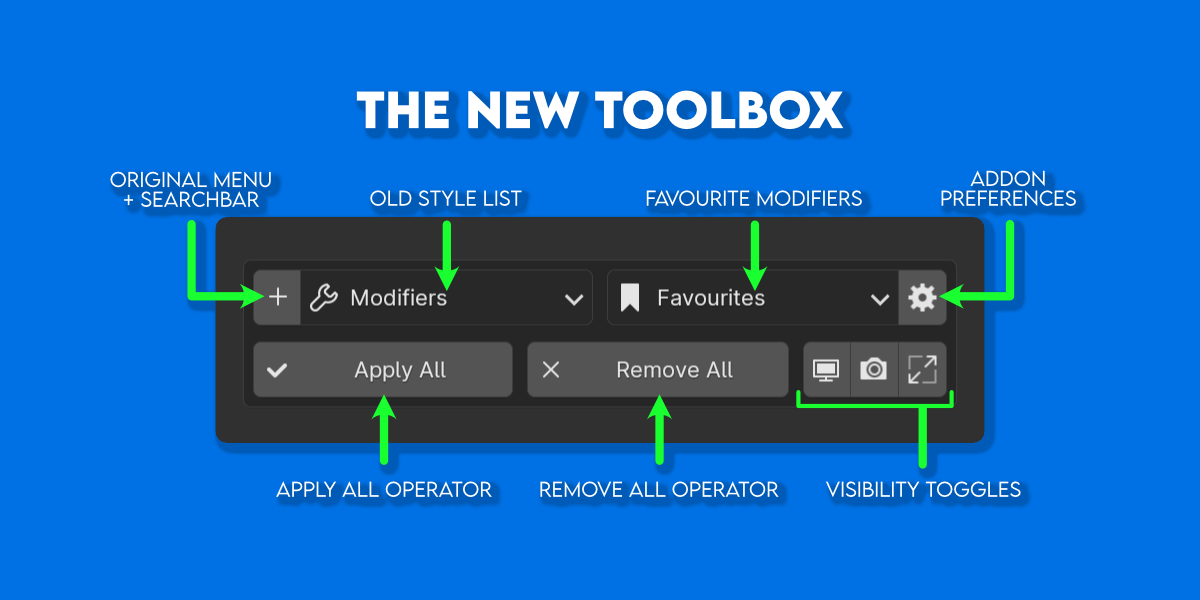 THE NEW TOOLBOX
ORIGINAL MENU
+ SEARCHBAR
OLD STYLE LIST
FAVOURITE MODIFIERS
ADDON
PREFERENCES
Modifiers
Favourites
Apply All
Remove All
APPLY ALL OPERATOR
REMOVE ALL OPERATOR
VISIBILITY TOGGLES